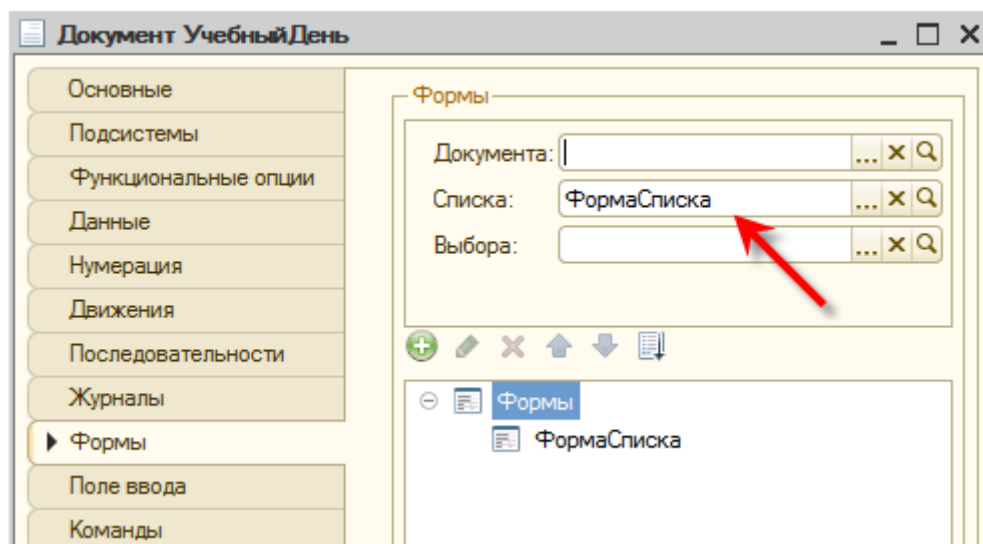 Документ УчебныйДень
Основные
Подсистемы
Функциональные опции
Данные
Нумерация
Движения
Последовательности
Журналы
Формы
Поле ввода
Команды
Формы
Документа:
Списка: ФормаСписка
Выбора:
Формы
ФормаСписка